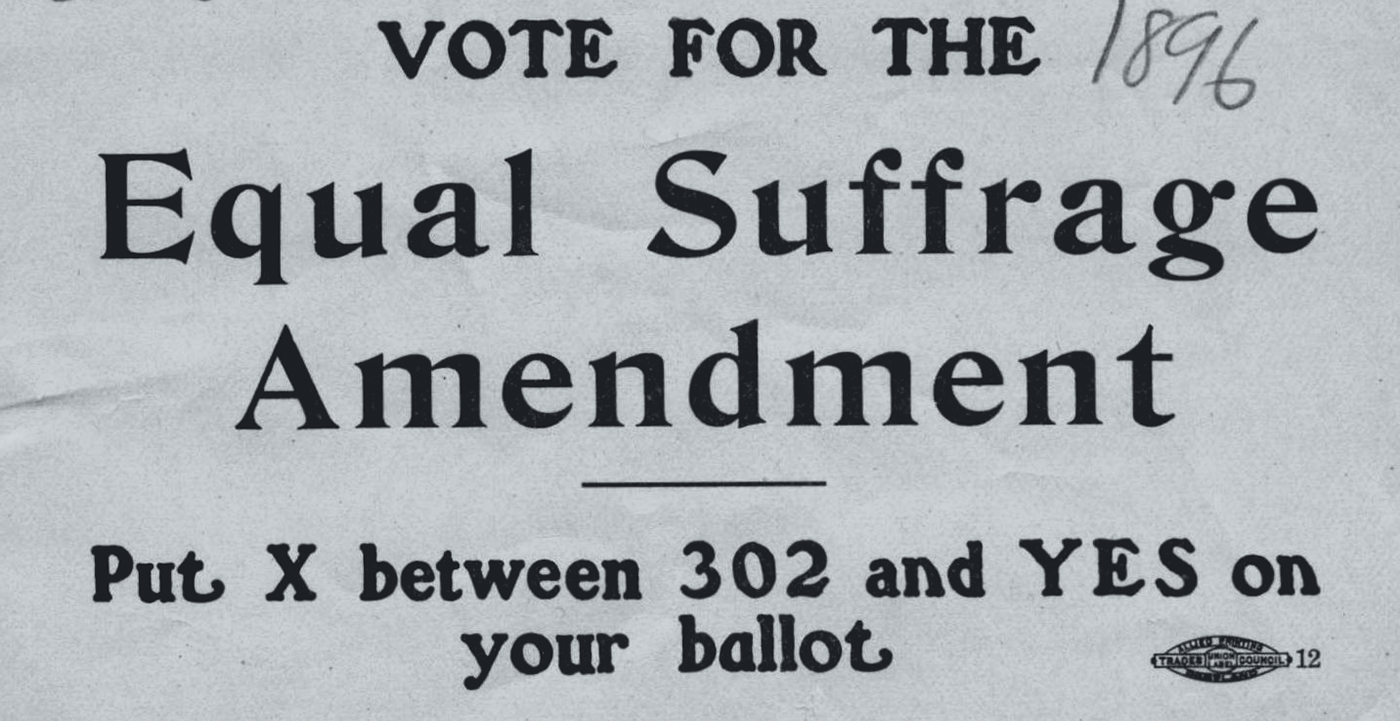 VOTE FOR THE 1896
Equal Suffrage
Amendment
Put X between 302 and YES on
your ballot
ALLIED PRINTING
TRADES UNION LABEL COUNCIL 12